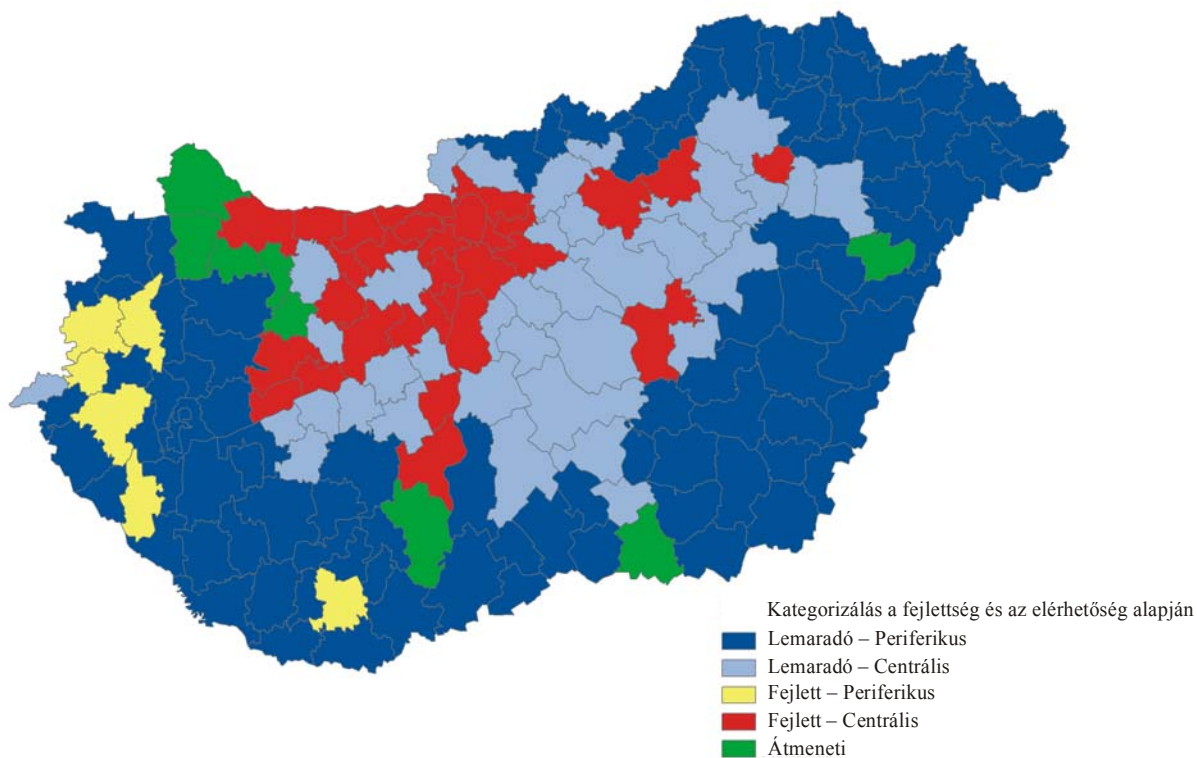 Kategorizálás a fejlettség és az elérhetőség alapján
Lemaradó – Periferikus
Lemaradó – Centrális
Fejlett – Periferikus
Fejlett – Centrális
Átmeneti